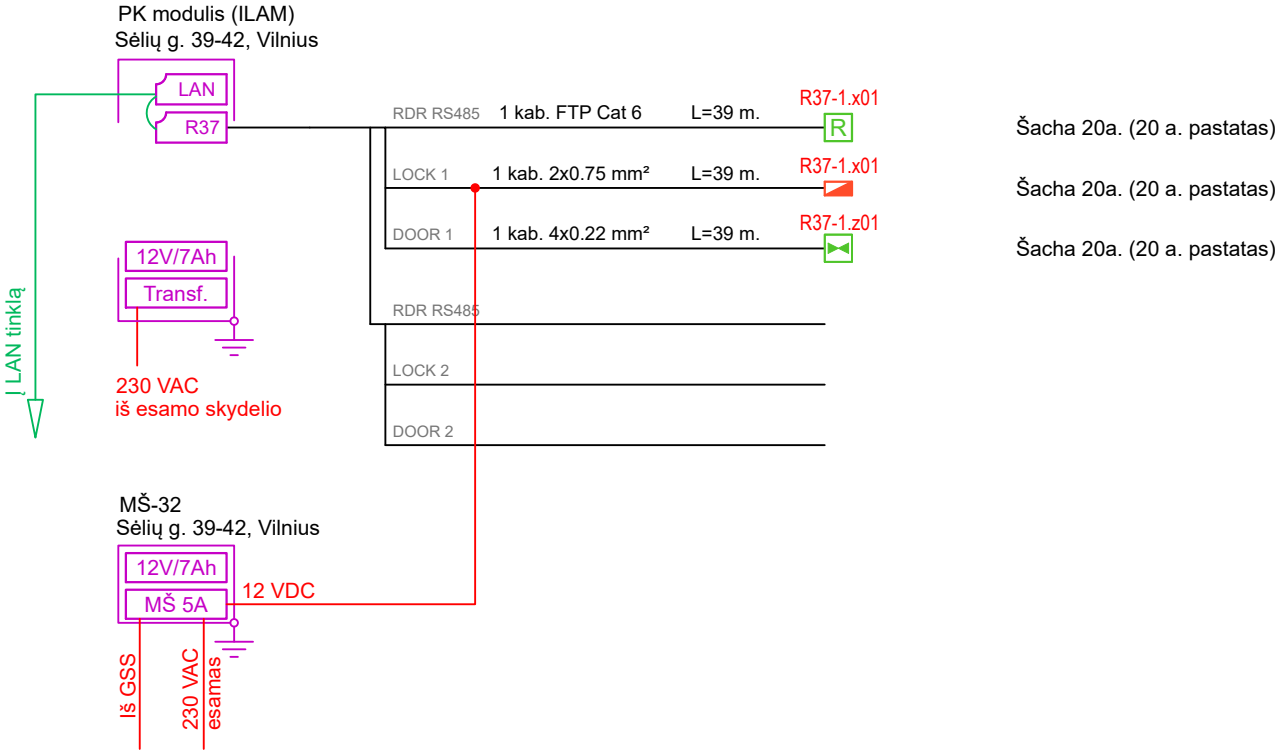 PK modulis (ILAM)
Sėlių g. 39-42, Vilnius
LAN
R37
RDR RS485 1 kab. FTP Cat 6 L=39 m. R37-1.x01 R Šacha 20a. (20 a. pastatas)
LOCK 1 1 kab. 2x0.75 mm² L=39 m. R37-1.x01 Šacha 20a. (20 a. pastatas)
DOOR 1 1 kab. 4x0.22 mm² L=39 m. R37-1.z01 Šacha 20a. (20 a. pastatas)
12V/7Ah
Transf.
230 VAC
iš esamo skydelio
Į LAN tinklą
RDR RS485
LOCK 2
DOOR 2
MŠ-32
Sėlių g. 39-42, Vilnius
12V/7Ah
MŠ 5A
12 VDC
Iš GSS
230 VAC
esamas